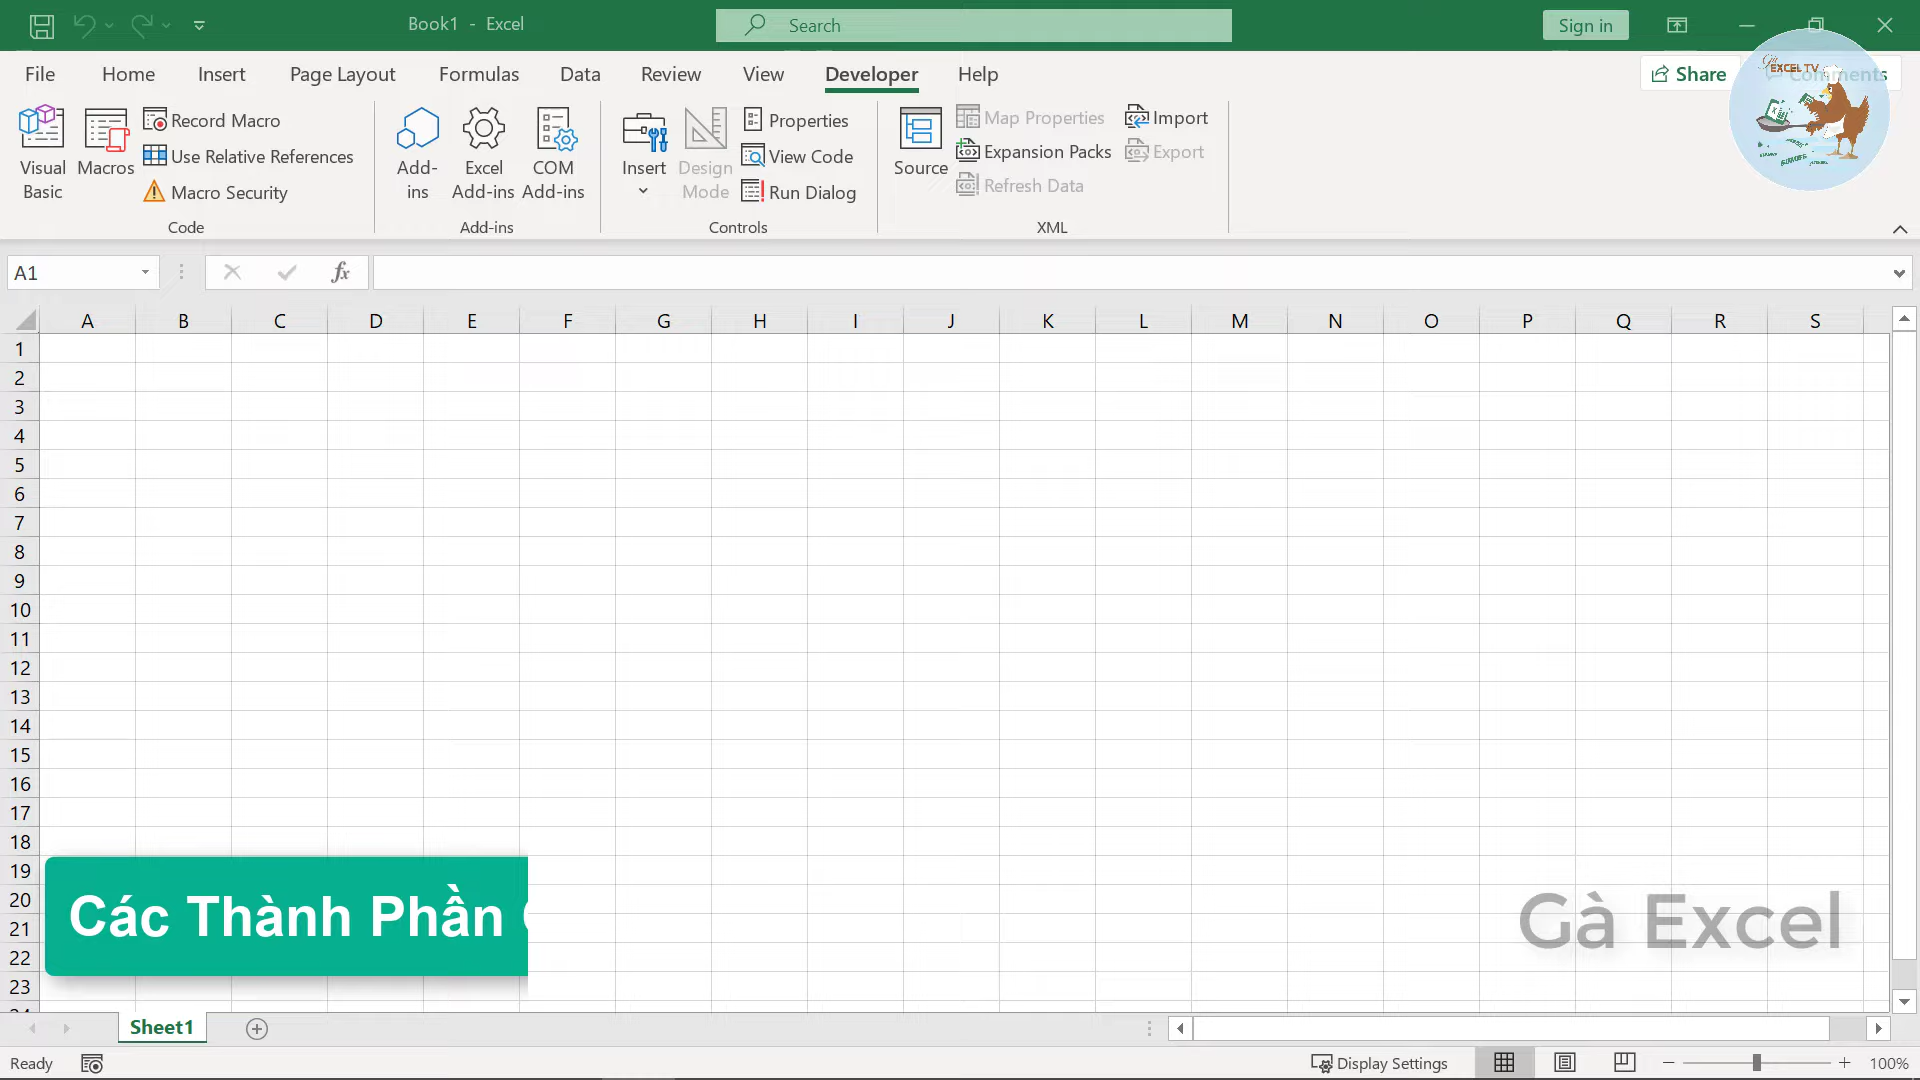 Book1 - Excel
Search
Sign in
File Home Insert Page Layout Formulas Data Review View Developer Help
Share
Comments
EXCEL TV
Visual Basic
Macros
Record Macro
Use Relative References
Macro Security
Code
Add-ins
Excel Add-ins
COM Add-ins
Add-ins
Insert
Design Mode
Properties
View Code
Run Dialog
Controls
Source
Map Properties
Expansion Packs
Refresh Data
Import
Export
XML
A1
fx
A B C D E F G H I J K L M N O P Q R S
1
2
3
4
5
6
7
8
9
10
11
12
13
14
15
16
17
18
19
20
21
22
23
Các Thành Phần
Gà Excel
Sheet1
Ready
Display Settings
100%